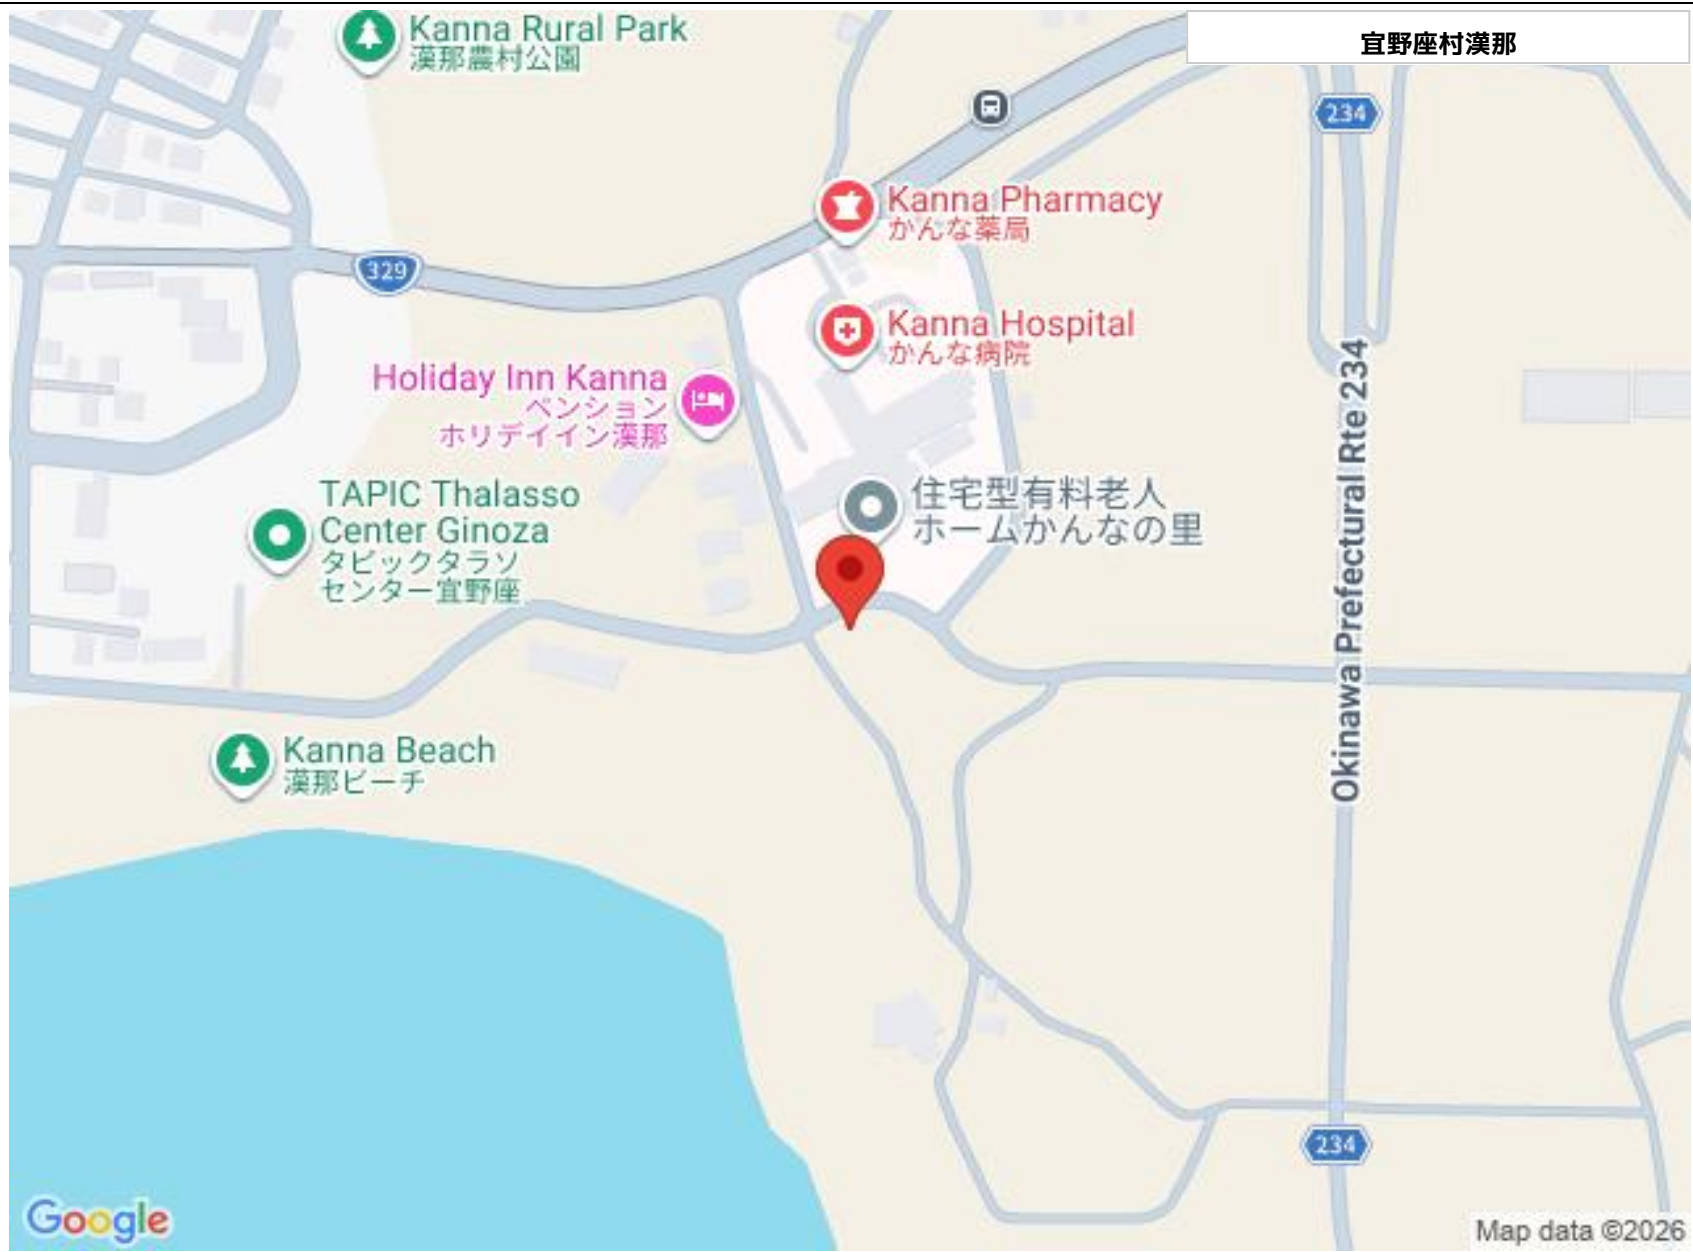 宜野座村漢那
Kanna Rural Park
漢那農村公園
234
Kanna Pharmacy
かんな薬局
329
Kanna Hospital
かんな病院
Holiday Inn Kanna
ペンション
ホリデイイン漢那
TAPIC Thalasso
Center Ginoza
タピックタラソ
センター宜野座
住宅型有料老人
ホームかんなの里
Okinawa Prefectural Rte 234
Kanna Beach
漢那ビーチ
234
Google
Map data ©2026